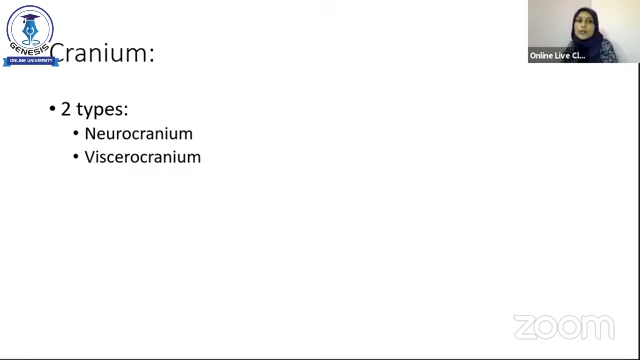 GENESIS
ONLINE UNIVERSITY
Cranium:
• 2 types:
• Neurocranium
• Viscerocranium
Online Live Cl...
zoom